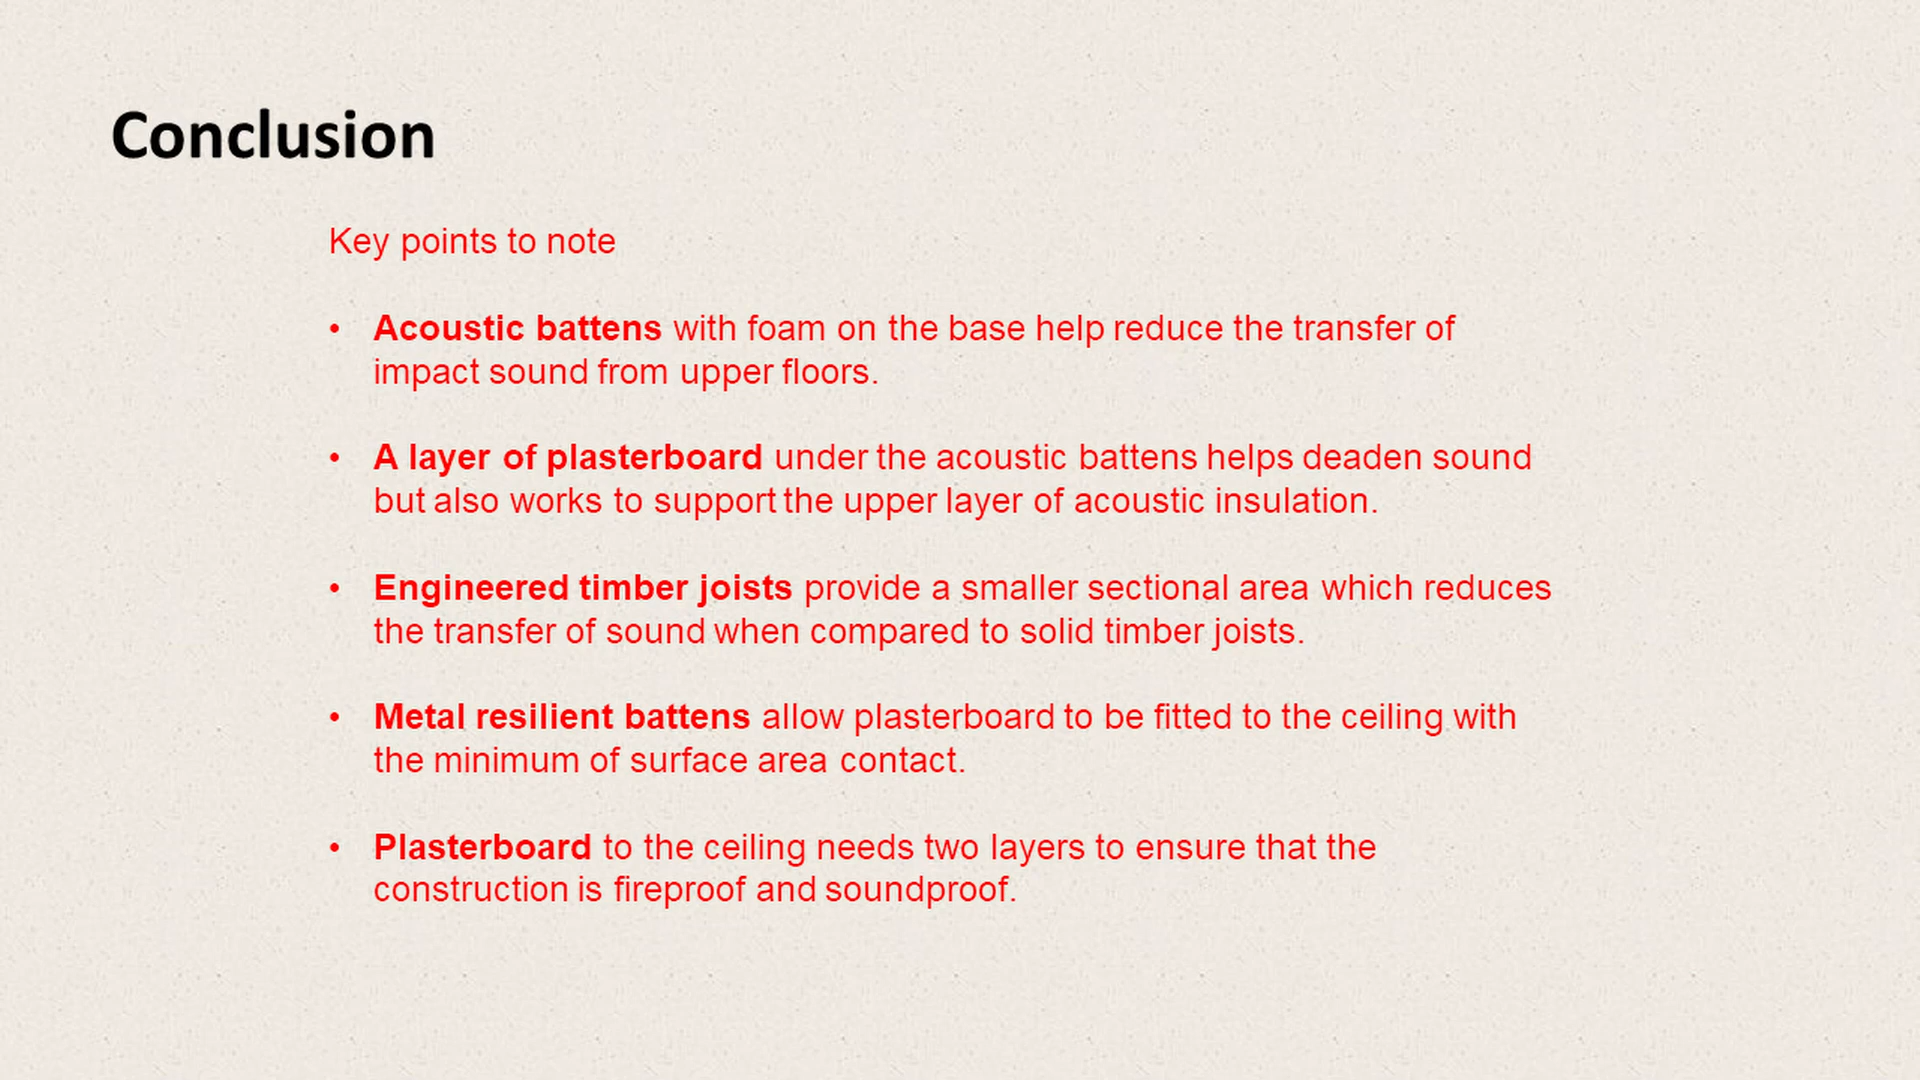 Conclusion
Key points to note
• Acoustic battens with foam on the base help reduce the transfer of
impact sound from upper floors.
• A layer of plasterboard under the acoustic battens helps deaden sound
but also works to support the upper layer of acoustic insulation.
• Engineered timber joists provide a smaller sectional area which reduces
the transfer of sound when compared to solid timber joists.
• Metal resilient battens allow plasterboard to be fitted to the ceiling with
the minimum of surface area contact.
• Plasterboard to the ceiling needs two layers to ensure that the
construction is fireproof and soundproof.